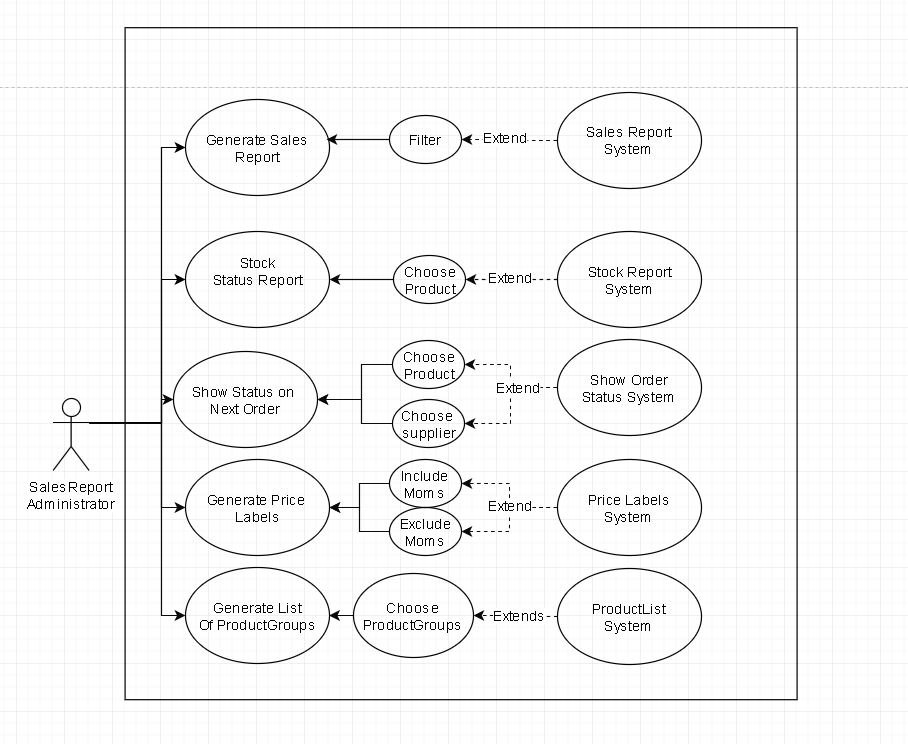 Generate Sales
Report
Filter
Extend
Sales Report
System
Stock
Status Report
Choose
Product
Extend
Stock Report
System
Show Status on
Next Order
Choose
Product
Choose
supplier
Extend
Show Order
Status System
SalesReport
Administrator
Generate Price
Labels
Include
Moms
Exclude
Moms
Extend
Price Labels
System
Generate List
Of ProductGroups
Choose
ProductGroups
Extends
ProductList
System